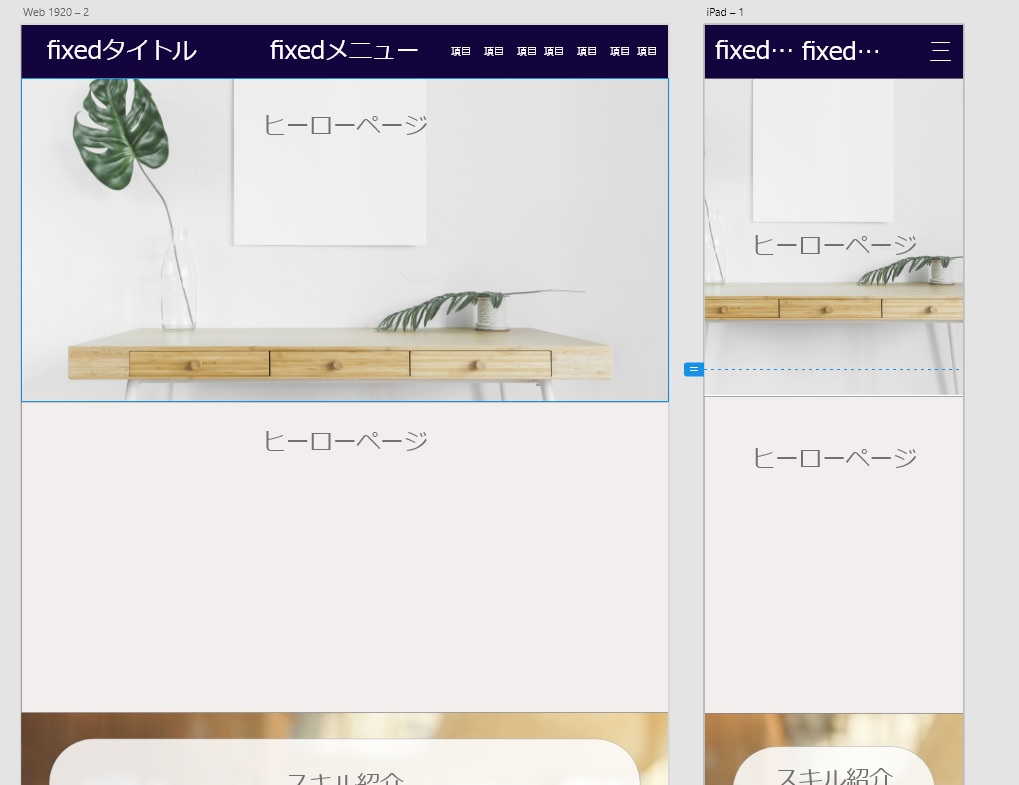 Web 1920 – 2
fixedタイトル
fixedメニュー
項目 項目 項目 項目 項目 項目 項目
ヒーローページ
ヒーローページ
スキル紹介
iPad – 1
fixed… fixed…
ヒーローページ
ヒーローページ
スキル紹介